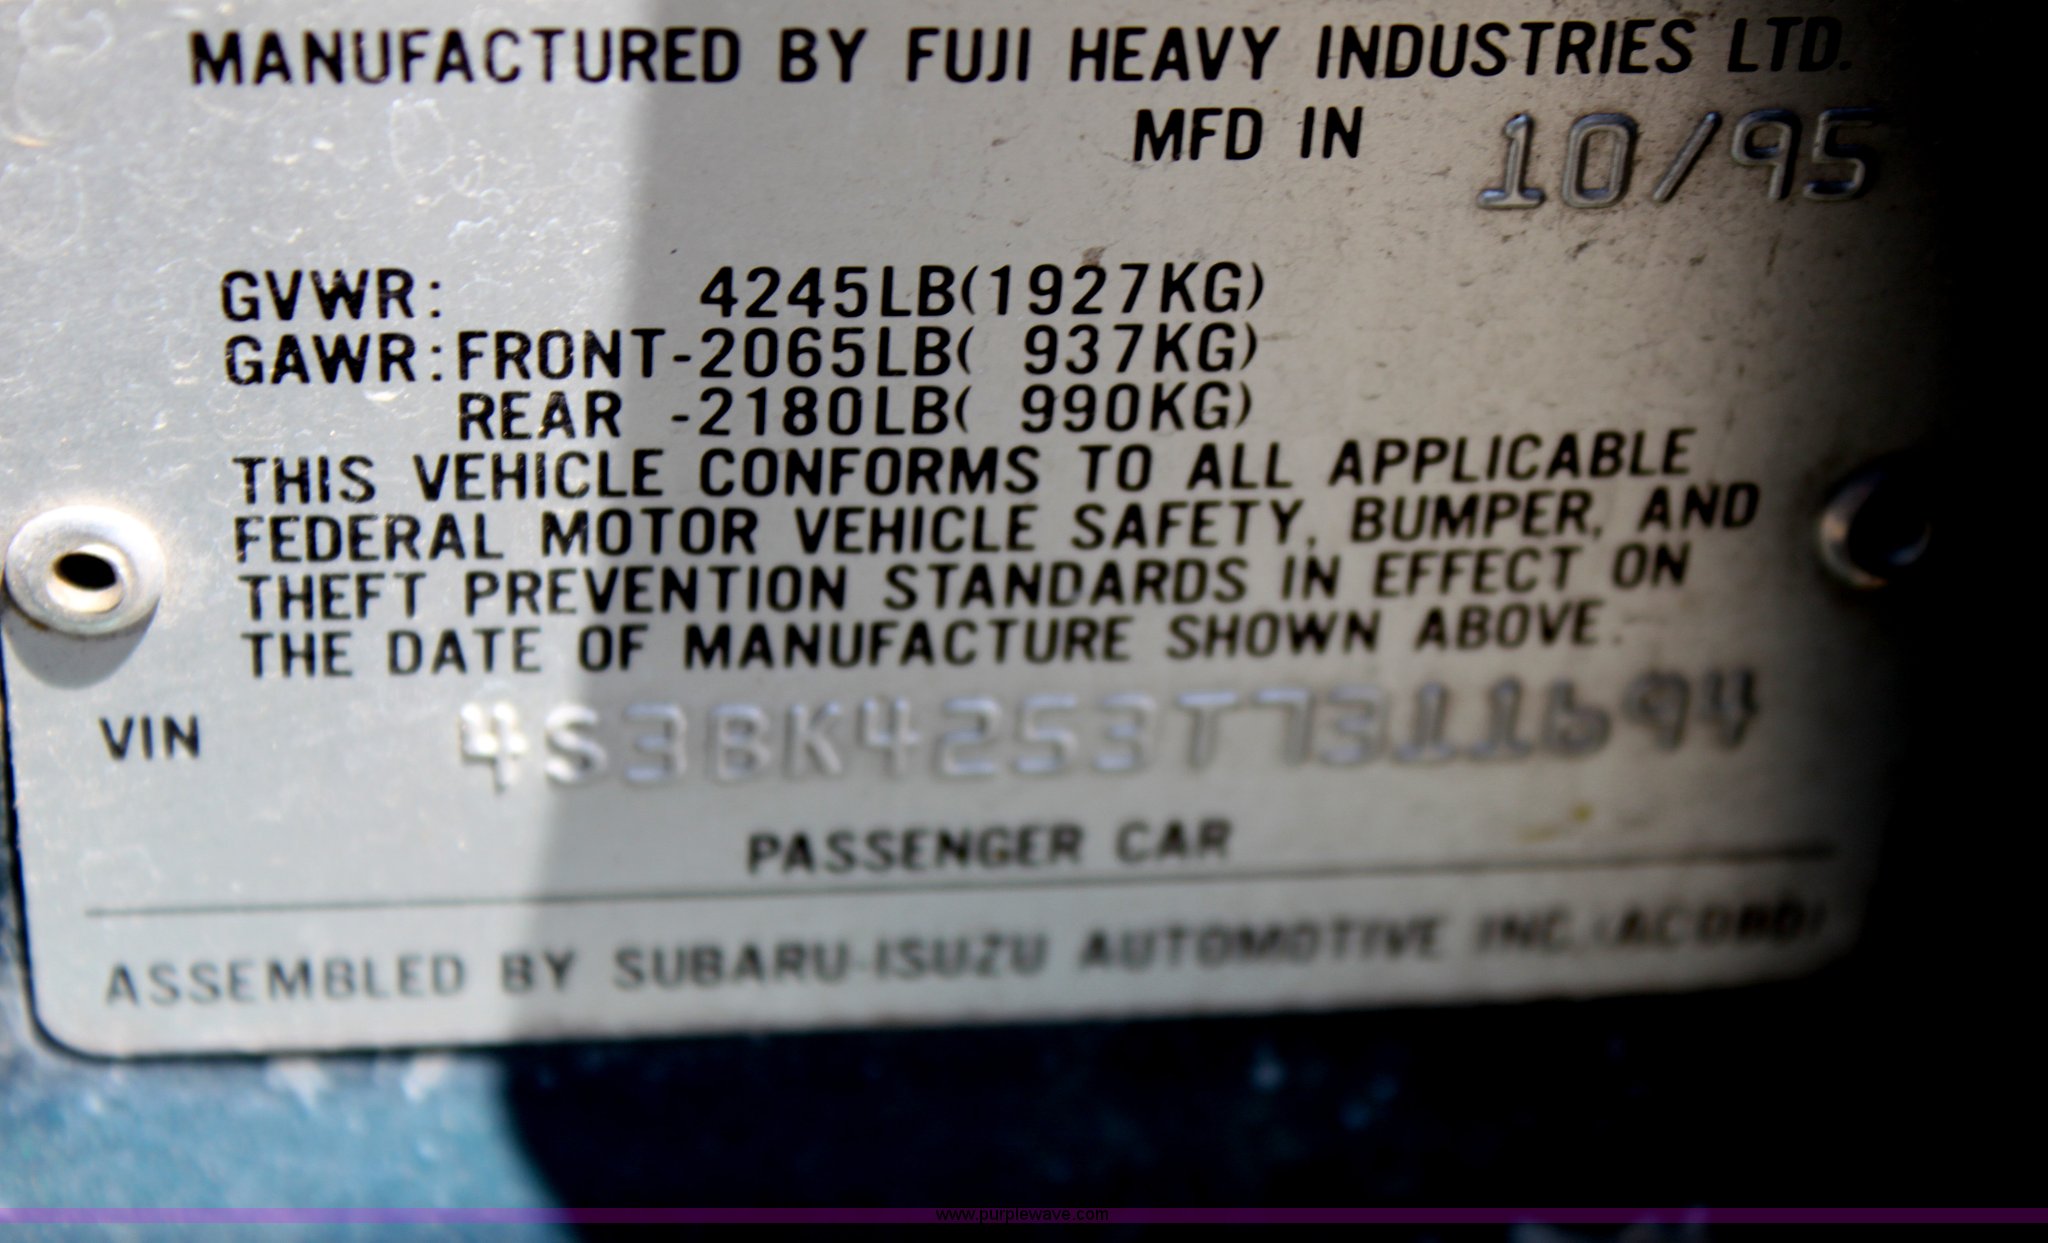 MANUFACTURED BY FUJI HEAVY INDUSTRIES LTD.
MFD IN 10/95
GVWR: 4245LB(1927KG)
GAWR:FRONT-2065LB( 937KG)
REAR -2180LB( 990KG)
THIS VEHICLE CONFORMS TO ALL APPLICABLE
FEDERAL MOTOR VEHICLE SAFETY, BUMPER, AND
THEFT PREVENTION STANDARDS IN EFFECT ON
THE DATE OF MANUFACTURE SHOWN ABOVE.
VIN 4S3BK4253T7311694
PASSENGER CAR
ASSEMBLED BY SUBARU-ISUZU AUTOMOTIVE INC.
www.purplewave.com